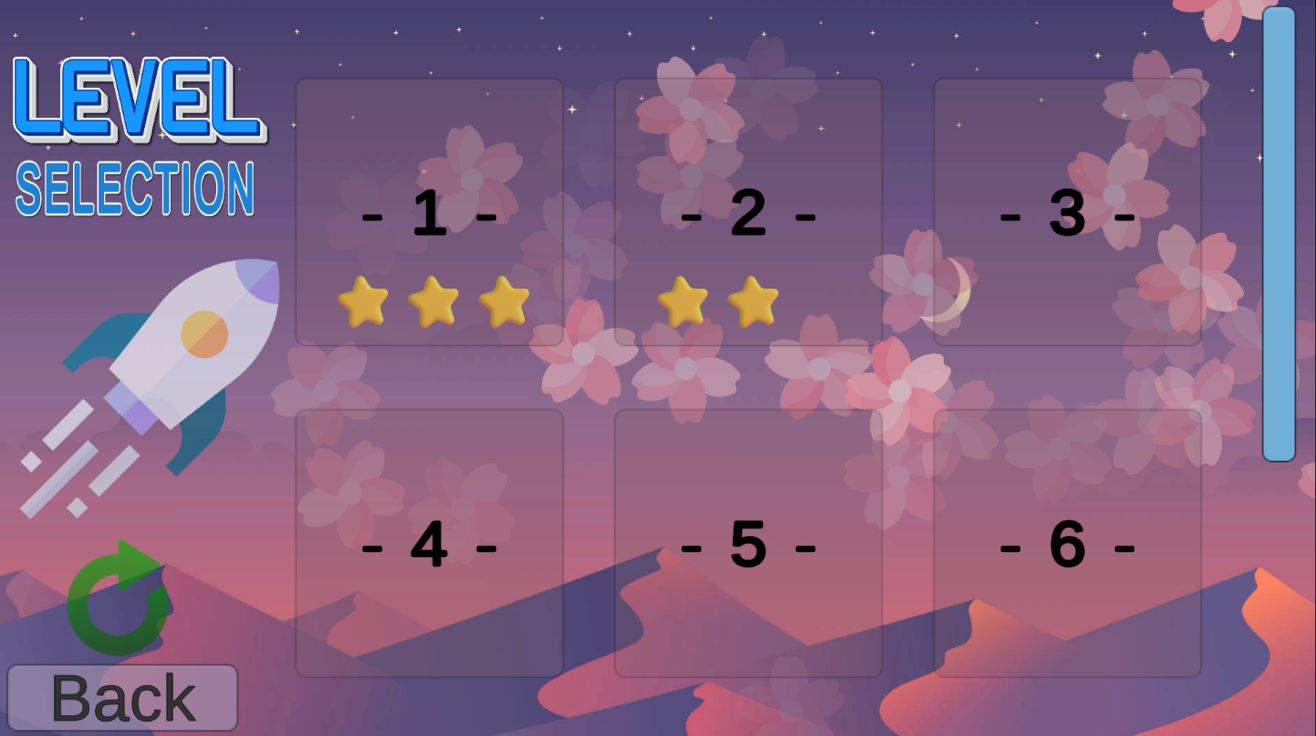 LEVEL
SELECTION
- 1 -
- 2 -
- 3 -
- 4 -
- 5 -
- 6 -
Back